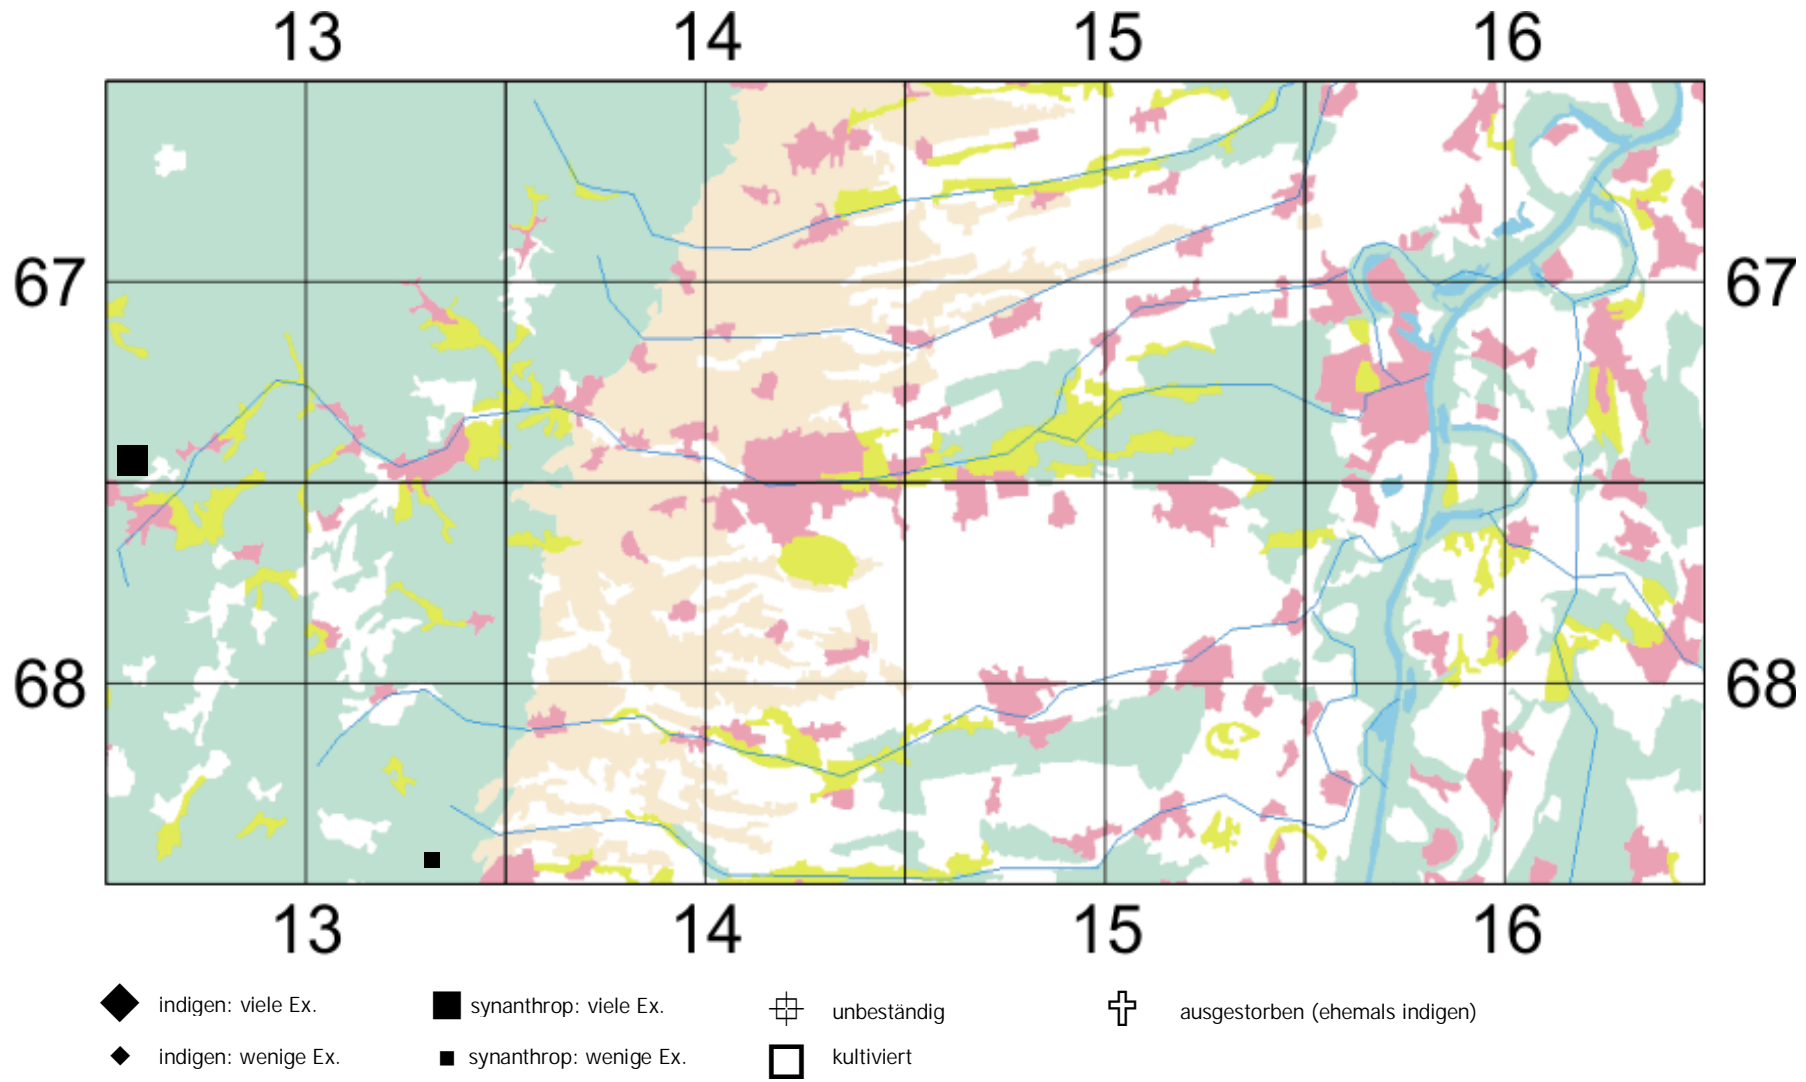 13 14 15 16
67 67
68 68
13 14 15 16
indigen: viele Ex. synanthrop: viele Ex. unbeständig ausgestorben (ehemals indigen)
indigen: wenige Ex. synanthrop: wenige Ex. kultiviert